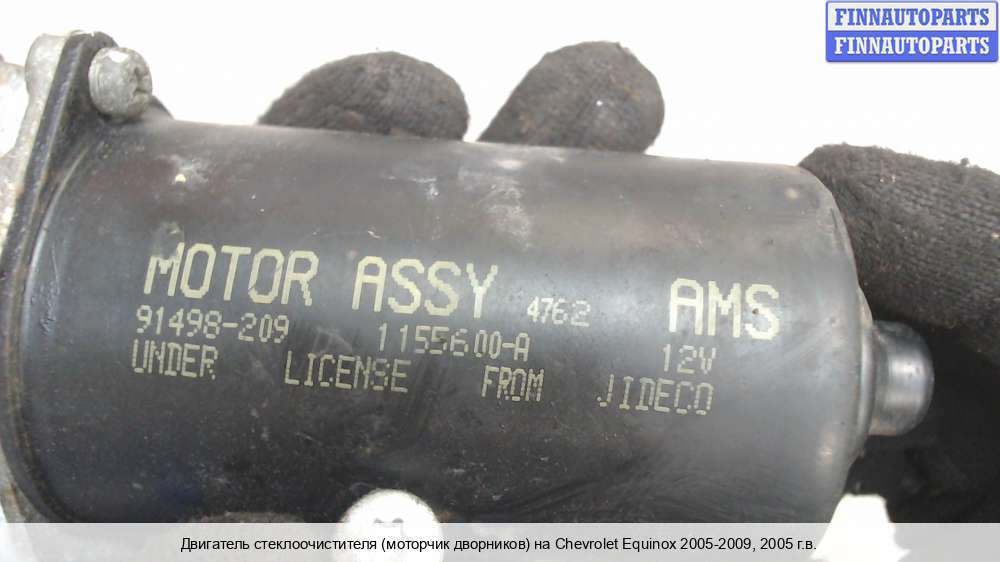 FINNAUTOPARTS
FINNAUTOPARTS
MOTOR ASSY 4762 AMS
91498-209 1155600-A 12V
UNDER LICENSE FROM JIDECO
Двигатель стеклоочистителя (моторчик дворников) на Chevrolet Equinox 2005-2009, 2005 г.в.